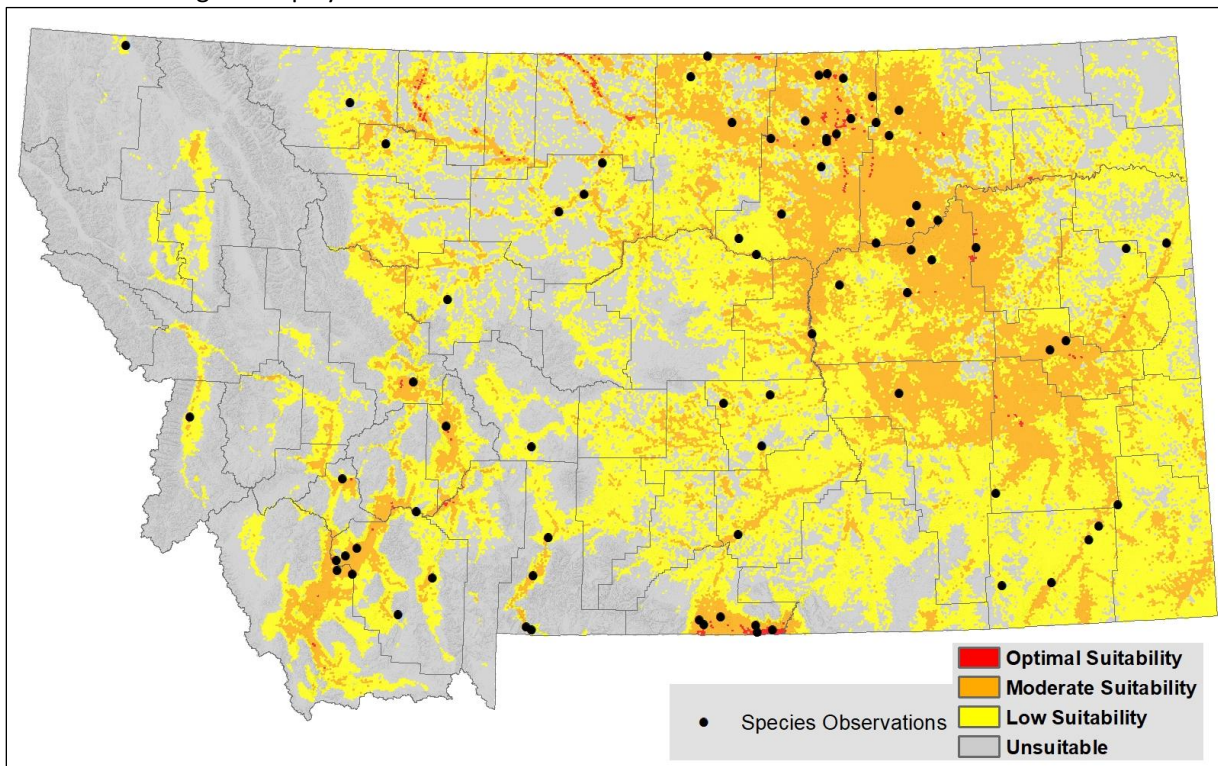 Optimal Suitability
Moderate Suitability
Species Observations
Low Suitability
Unsuitable